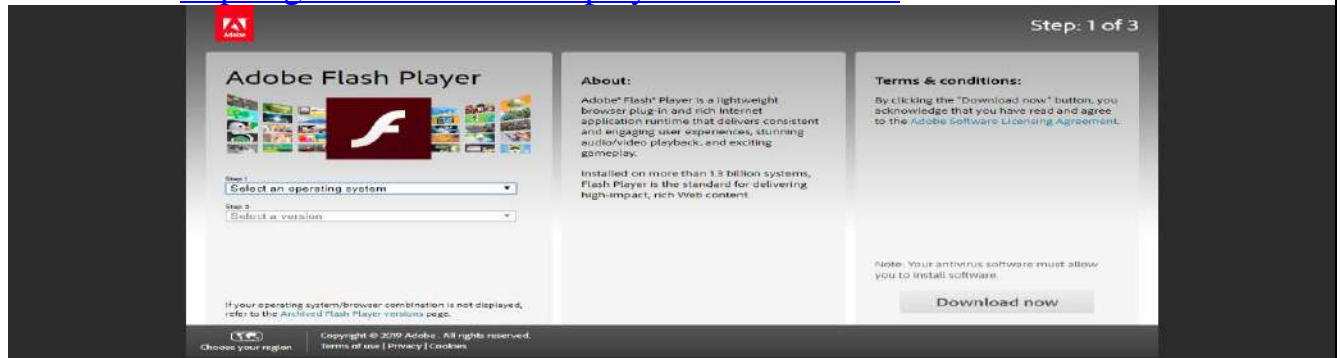 Adobe
Step: 1 of 3
Adobe Flash Player
Step 1
Select an operating system
Step 2
Select a version
If your operating system/browser combination is not displayed,
refer to the Archived Flash Player versions page.
About:
Adobe® Flash® Player is a lightweight
browser plug-in and rich Internet
application runtime that delivers consistent
and engaging user experiences, stunning
audio/video playback, and exciting
gameplay.
Installed on more than 1.3 billion systems,
Flash Player is the standard for delivering
high-impact, rich Web content.
Terms & conditions:
By clicking the "Download now" button, you
acknowledge that you have read and agree
to the Adobe Software Licensing Agreement.
Note: Your antivirus software must allow
you to install software.
Download now
Choose your region
Copyright © 2019 Adobe. All rights reserved.
Terms of use | Privacy | Cookies